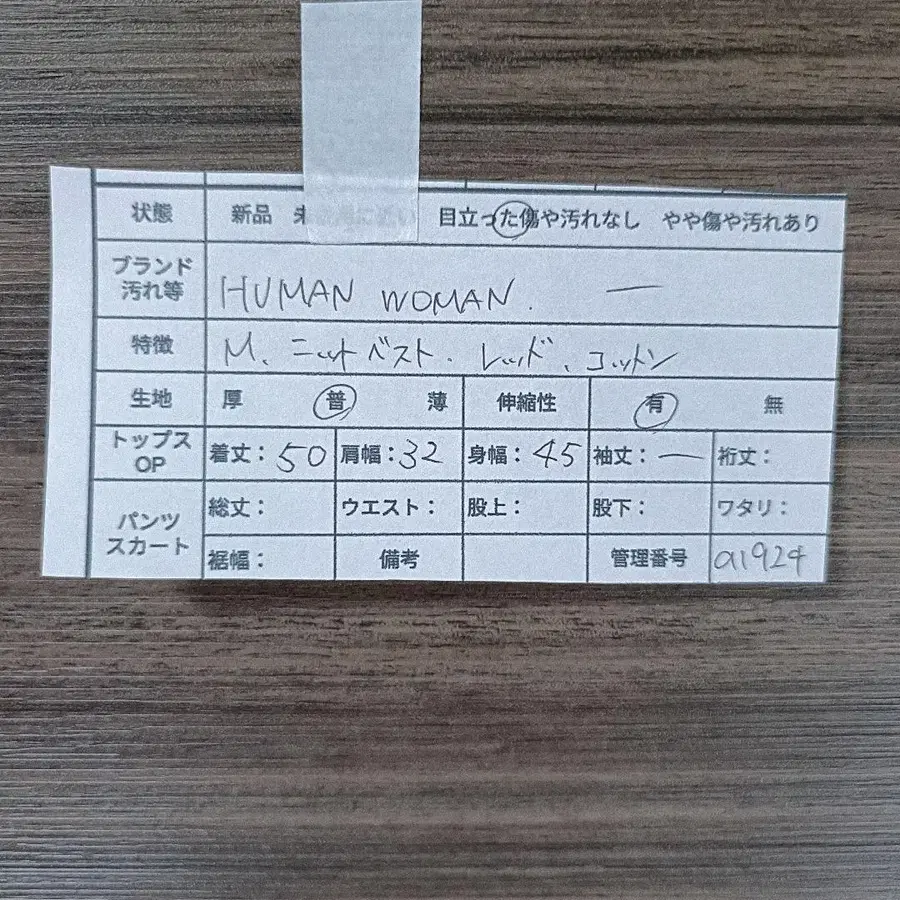 状態 新品 未使用に近い 目立った傷や汚れなし やや傷や汚れあり
ブランド
汚れ等 HUMAN WOMAN. ー
特徴 M、ニットベスト. レッド、コットン
生地 厚 普 薄 伸縮性 有 無
トップス
OP 着丈：50 肩幅：32 身幅：45 袖丈：ー 裄丈：
パンツ
スカート 総丈： ウエスト： 股上： 股下： ワタリ：
裾幅： 備考 管理番号 a1924